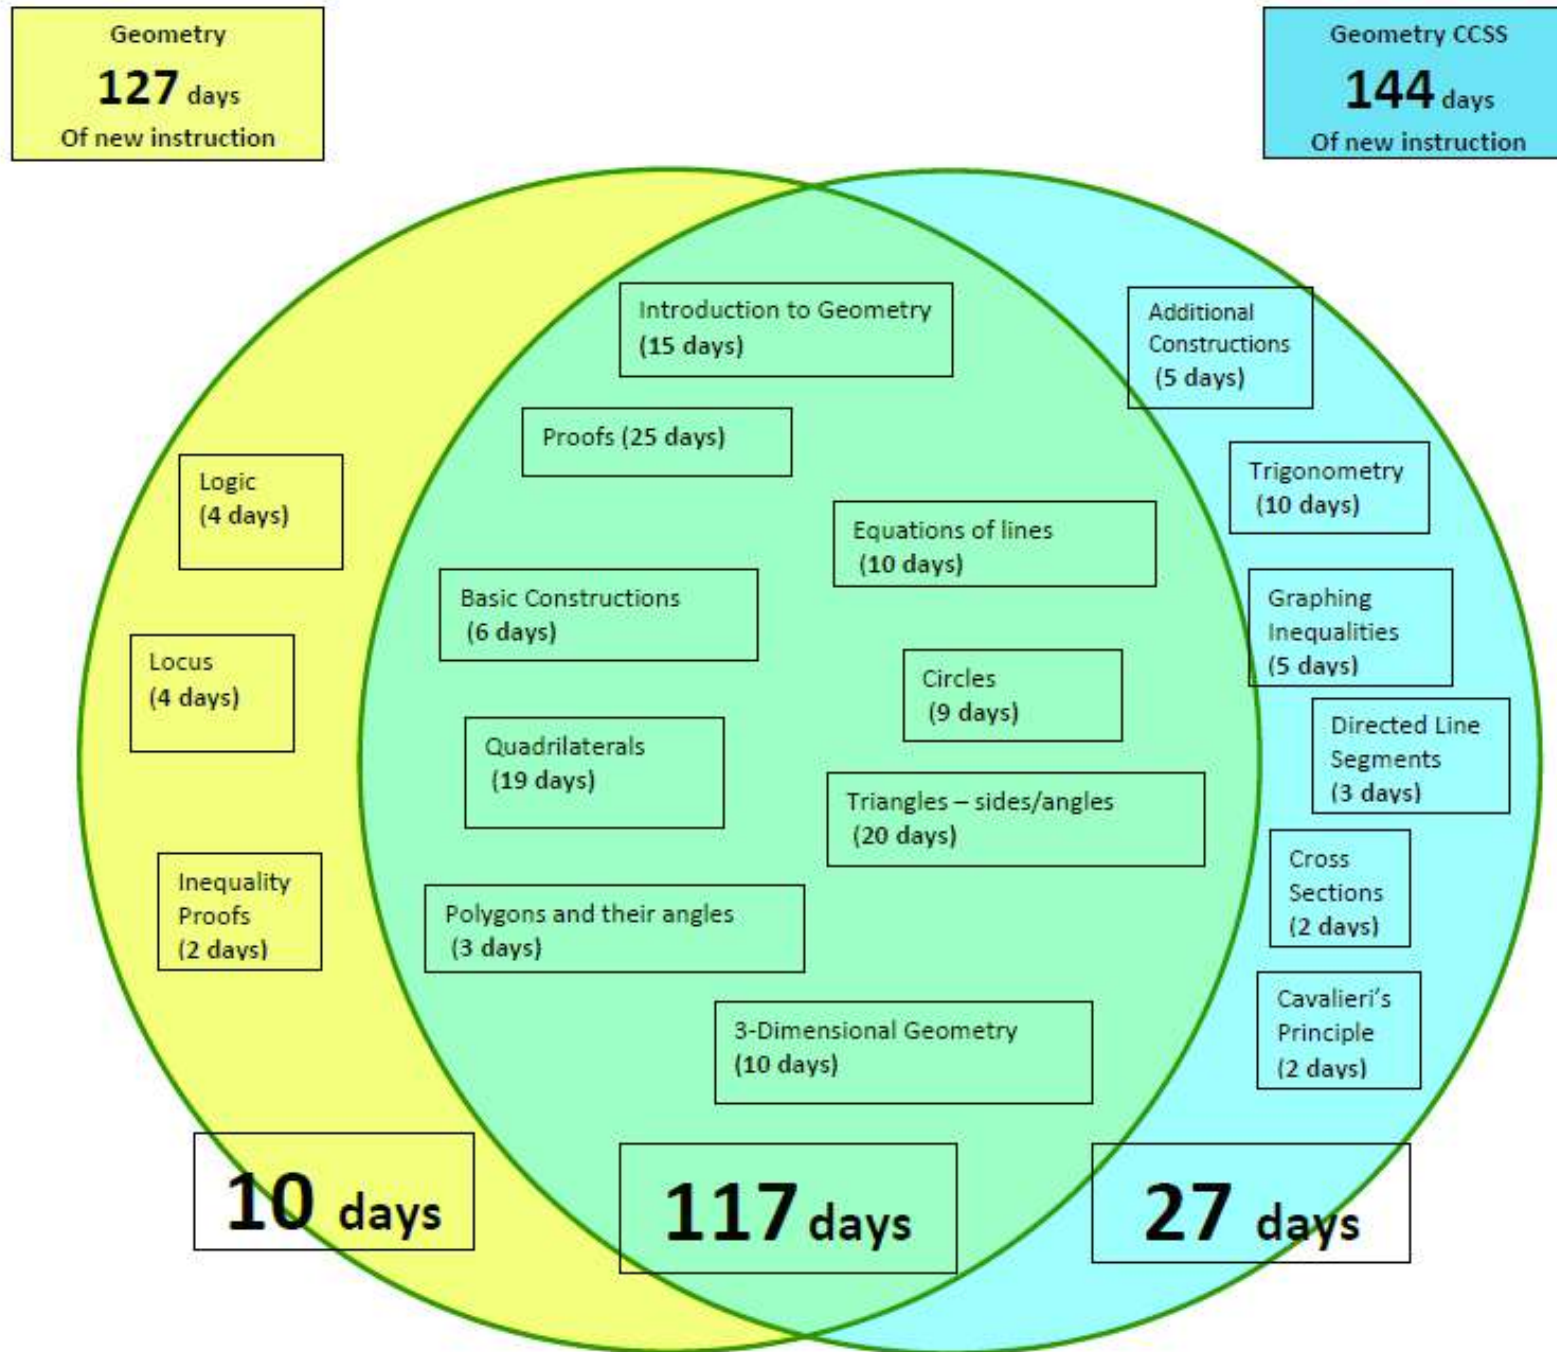 Geometry
127 days
Of new instruction
Geometry CCSS
144 days
Of new instruction
Introduction to Geometry
(15 days)
Proofs (25 days)
Equations of lines
(10 days)
Basic Constructions
(6 days)
Circles
(9 days)
Quadrilaterals
(19 days)
Triangles – sides/angles
(20 days)
Polygons and their angles
(3 days)
3-Dimensional Geometry
(10 days)
Logic
(4 days)
Locus
(4 days)
Inequality
Proofs
(2 days)
Additional
Constructions
(5 days)
Trigonometry
(10 days)
Graphing
Inequalities
(5 days)
Directed Line
Segments
(3 days)
Cross
Sections
(2 days)
Cavalieri’s
Principle
(2 days)
10 days
117 days
27 days